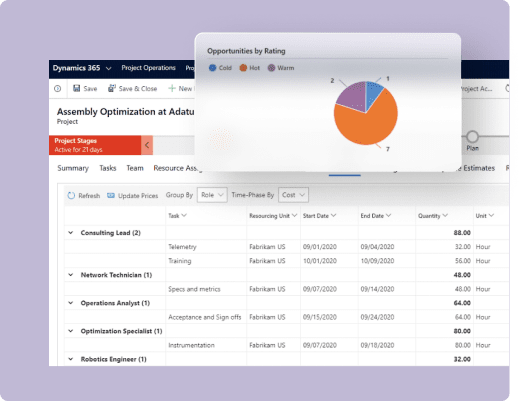 Opportunities by Rating
Cold Hot Warm
2 1
7
Dynamics 365 Project Operations
Save Save & Close New
Assembly Optimization at Adatu
Project
Project Stages
Active for 21 days
Plan
Summary Tasks Team Resource Assig Estimates
Refresh Update Prices Group By Role Time-Phase By Cost
Task Resourcing Unit Start Date End Date Quantity Unit
Consulting Lead (2) 88.00
Telemetry Fabrikam US 09/01/2020 09/04/2020 32.00 Hour
Training Fabrikam US 10/01/2020 10/09/2020 56.00 Hour
Network Technician (1) 48.00
Specs and metrics Fabrikam US 09/07/2020 09/14/2020 48.00 Hour
Operations Analyst (1) 64.00
Acceptance and Sign offs Fabrikam US 09/15/2020 09/24/2020 64.00 Hour
Optimization Specialist (1) 80.00
Instrumentation Fabrikam US 09/07/2020 09/18/2020 80.00 Hour
Robotics Engineer (1) 32.00